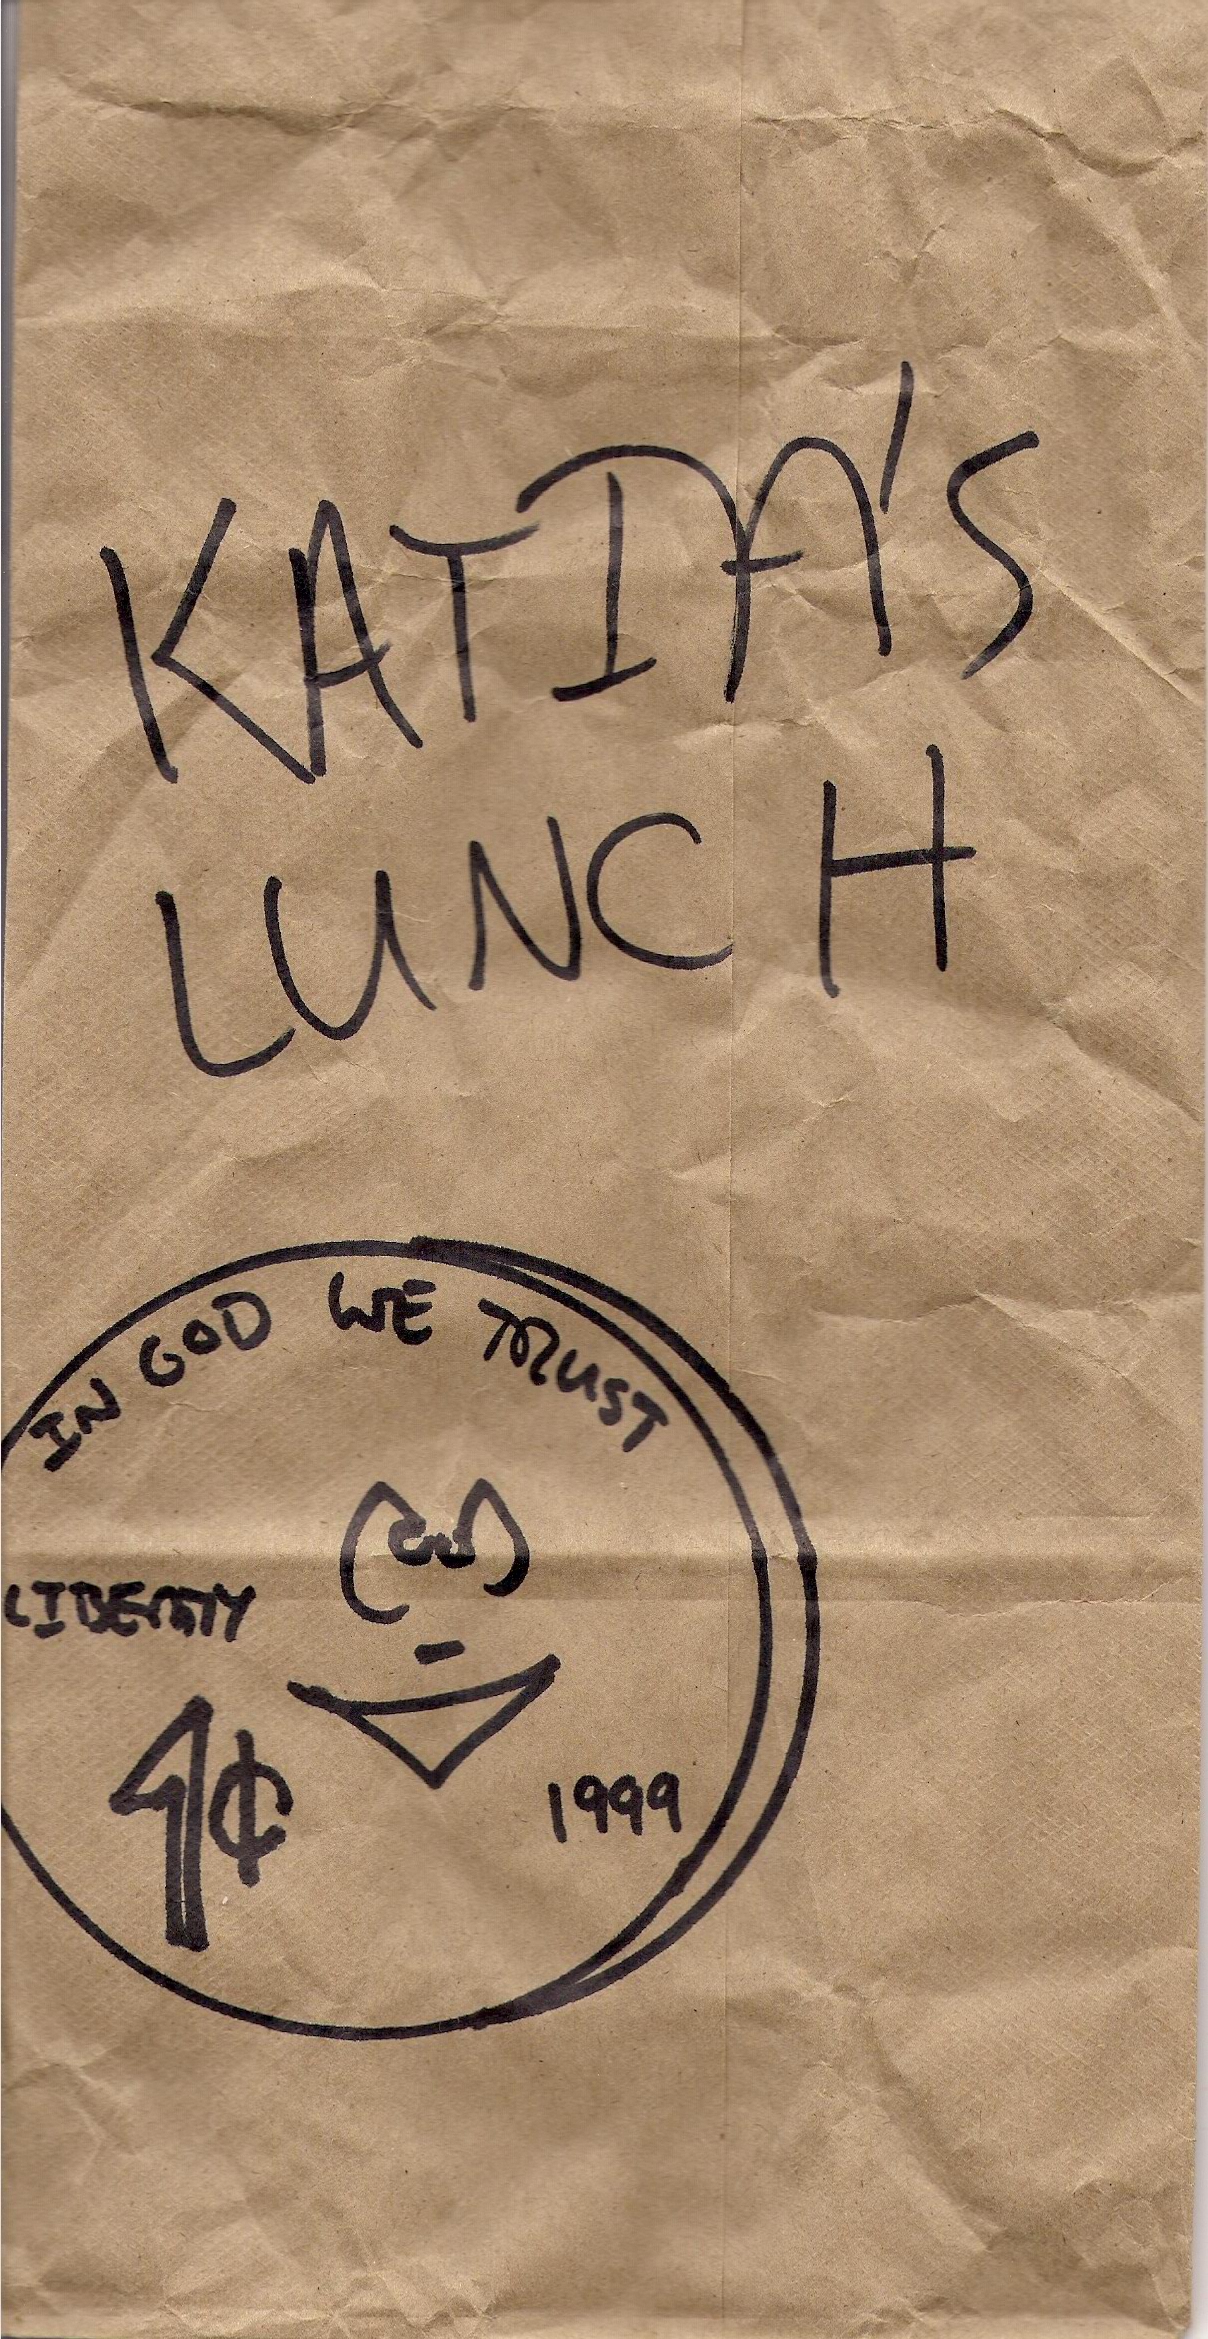 KATIA'S
LUNCH
IN GOD WE TRUST
LIBERTY
1¢
1999